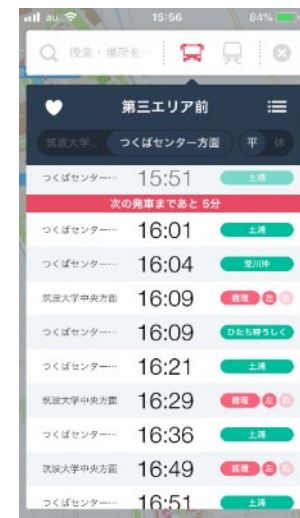 au 15:56 84%
授業・場所を…
第三エリア前
筑波大学… つくばセンター方面 平 休
つくばセンター… 15:51 土浦
次の発車まであと 5分
つくばセンター… 16:01 土浦
つくばセンター… 16:04 荒川沖
筑波大学中央方面 16:09 循環 左 右
つくばセンター… 16:09 ひたち野うしく
つくばセンター… 16:21 土浦
筑波大学中央方面 16:29 循環 左 右
つくばセンター… 16:36 土浦
筑波大学中央方面 16:49 循環 左 右
つくばセンター… 16:51 土浦